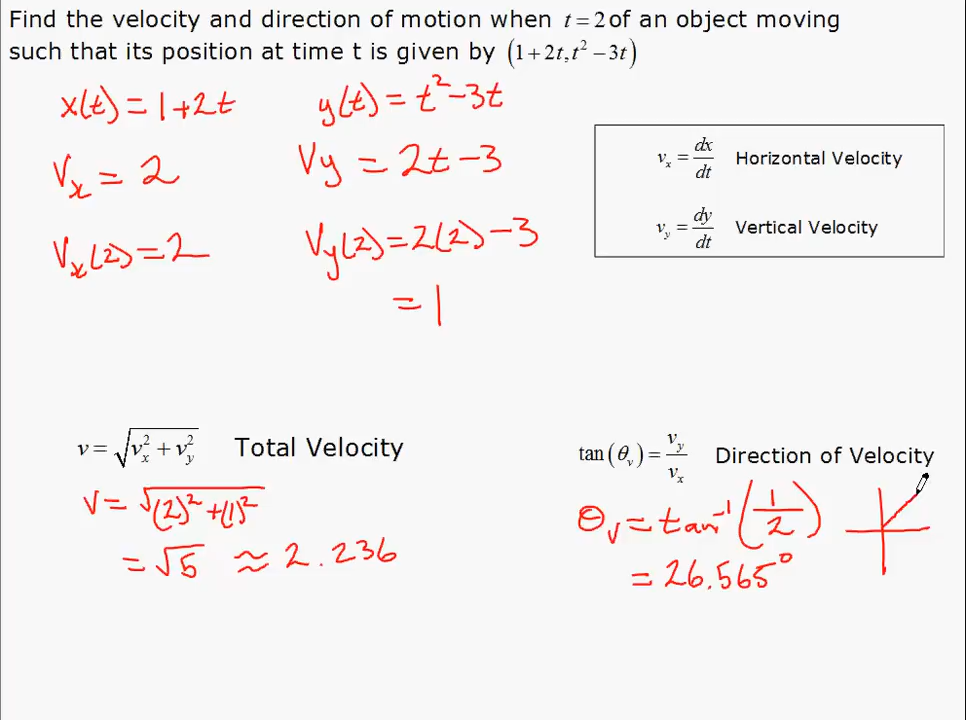 Find the velocity and direction of motion when t = 2 of an object moving
such that its position at time t is given by (1+2t, t² −3t)
x(t) = 1+2t
y(t) = t² −3t
Vx = 2
Vy = 2t −3
Vx(2) = 2
Vy(2) = 2(2) −3
= 1
vx = dx/dt Horizontal Velocity
vy = dy/dt Vertical Velocity
v = √(vx² + vy²) Total Velocity
V = √((2)² + (1)²)
= √5 ≈ 2.236
tan(θv) = vy/vx Direction of Velocity
θv = tan⁻¹(1/2)
= 26.565°